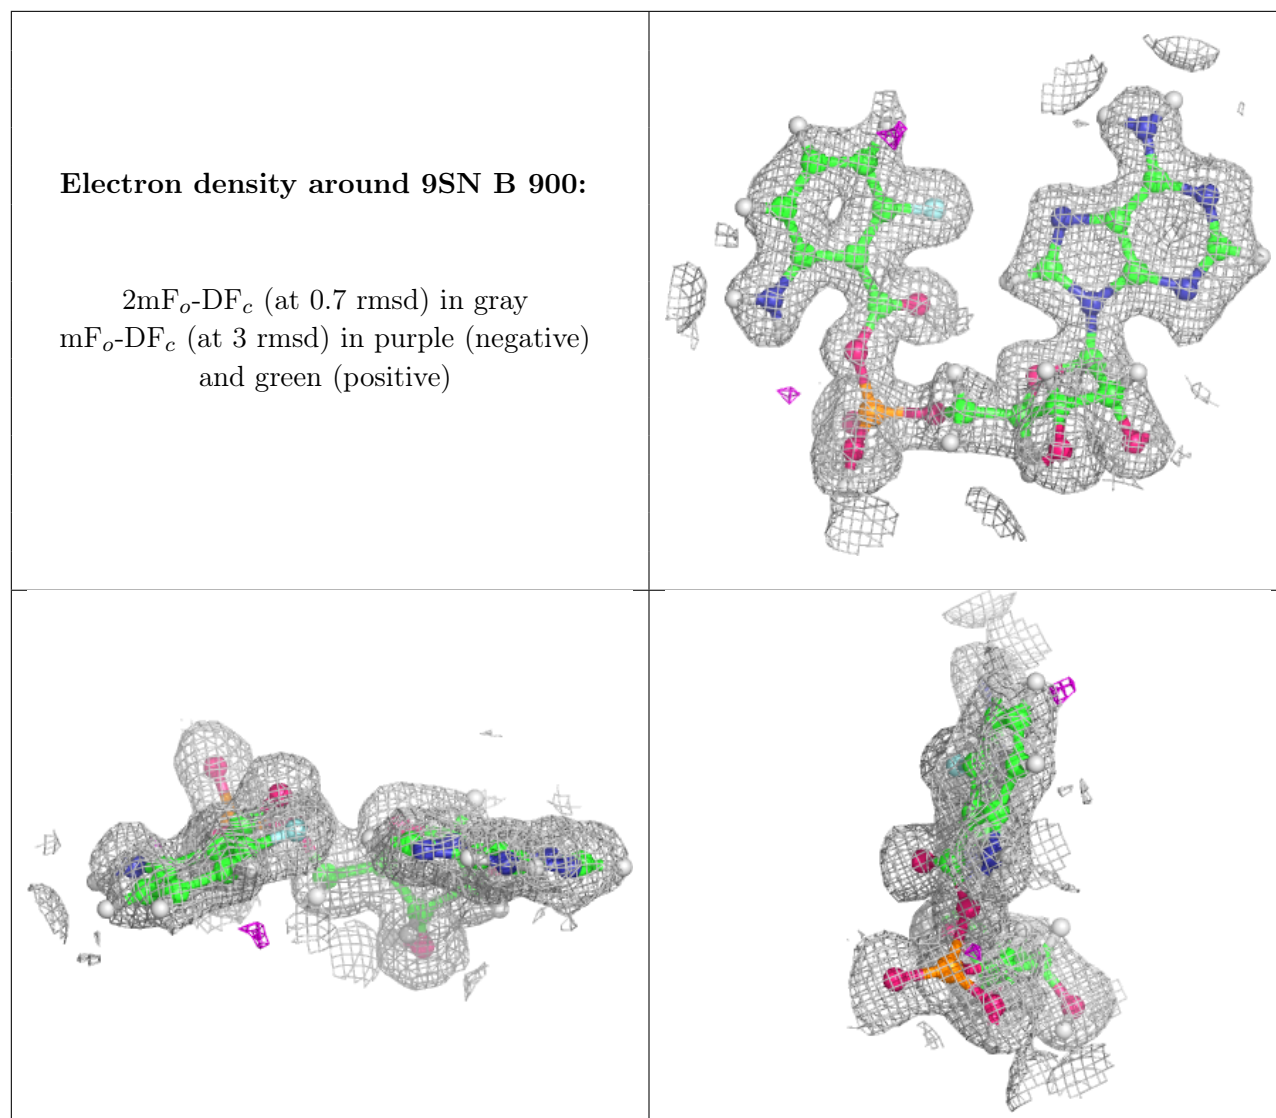 Electron density around 9SN B 900:
2mFo-DFc (at 0.7 rmsd) in gray
mFo-DFc (at 3 rmsd) in purple (negative)
and green (positive)